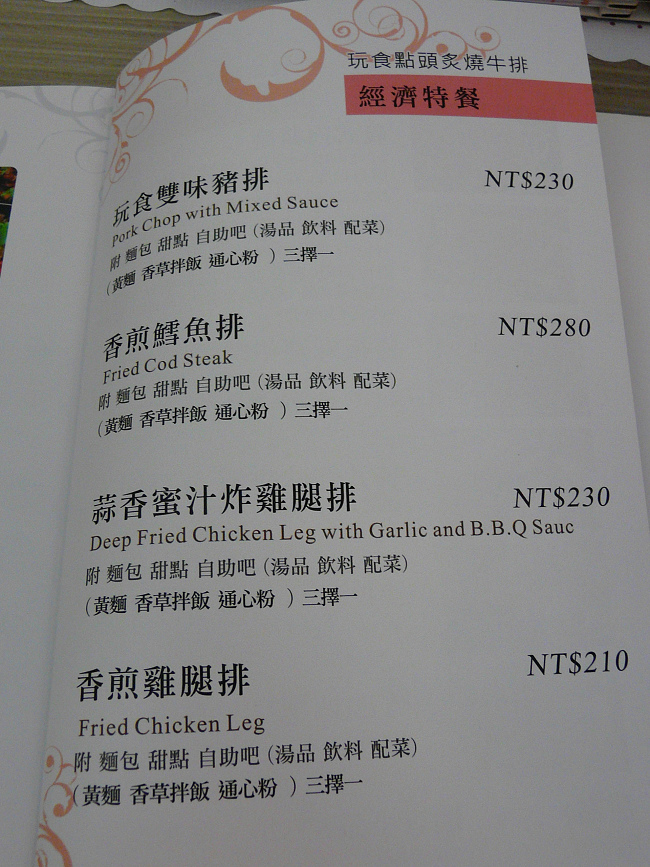 玩食點頭炙燒牛排
經濟特餐
玩食雙味豬排 NT$230
Pork Chop with Mixed Sauce
附 麵包 甜點 自助吧 (湯品 飲料 配菜)
(黃麵 香草拌飯 通心粉 ) 三擇一
香煎鱈魚排 NT$280
Fried Cod Steak
附 麵包 甜點 自助吧 (湯品 飲料 配菜)
(黃麵 香草拌飯 通心粉 ) 三擇一
蒜香蜜汁炸雞腿排 NT$230
Deep Fried Chicken Leg with Garlic and B.B.Q Sauc
附 麵包 甜點 自助吧 (湯品 飲料 配菜)
(黃麵 香草拌飯 通心粉 ) 三擇一
香煎雞腿排 NT$210
Fried Chicken Leg
附 麵包 甜點 自助吧 (湯品 飲料 配菜)
(黃麵 香草拌飯 通心粉 ) 三擇一